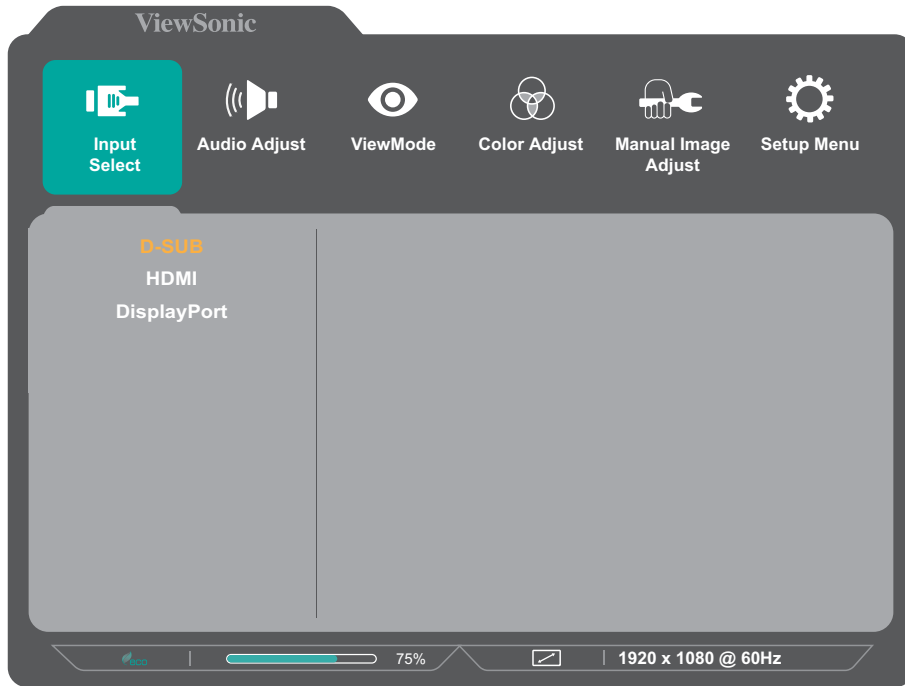 ViewSonic
Input
Select
Audio Adjust
ViewMode
Color Adjust
Manual Image
Adjust
Setup Menu
D-SUB
HDMI
DisplayPort
eco
75%
1920 x 1080 @ 60Hz